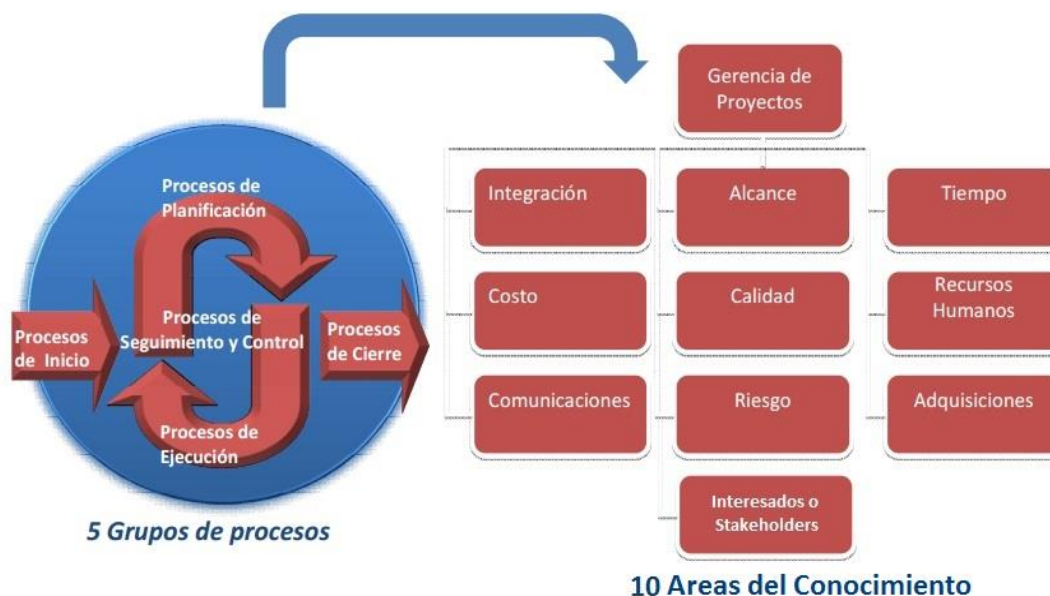 Procesos de
Planificación
Procesos
de Inicio
Procesos de
Seguimiento y Control
Procesos
de Cierre
Procesos de
Ejecución
5 Grupos de procesos
Gerencia de
Proyectos
Integración
Alcance
Tiempo
Costo
Calidad
Recursos
Humanos
Comunicaciones
Riesgo
Adquisiciones
Interesados o
Stakeholders
10 Areas del Conocimiento